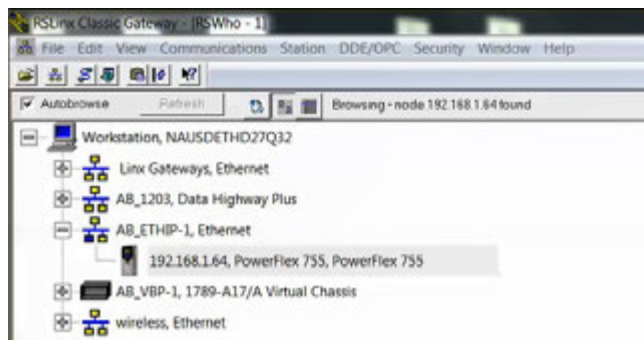 RSLinx Classic Gateway - [RSWho - 1]
File Edit View Communications Station DDE/OPC Security Window Help
Autobrowse Refresh Browsing - node 192.168.1.64 found
Workstation, NAUSDETHD27Q32
Linx Gateways, Ethernet
AB_1203, Data Highway Plus
AB_ETHIP-1, Ethernet
192.168.1.64, PowerFlex 755, PowerFlex 755
AB_VBP-1, 1789-A17/A Virtual Chassis
wireless, Ethernet